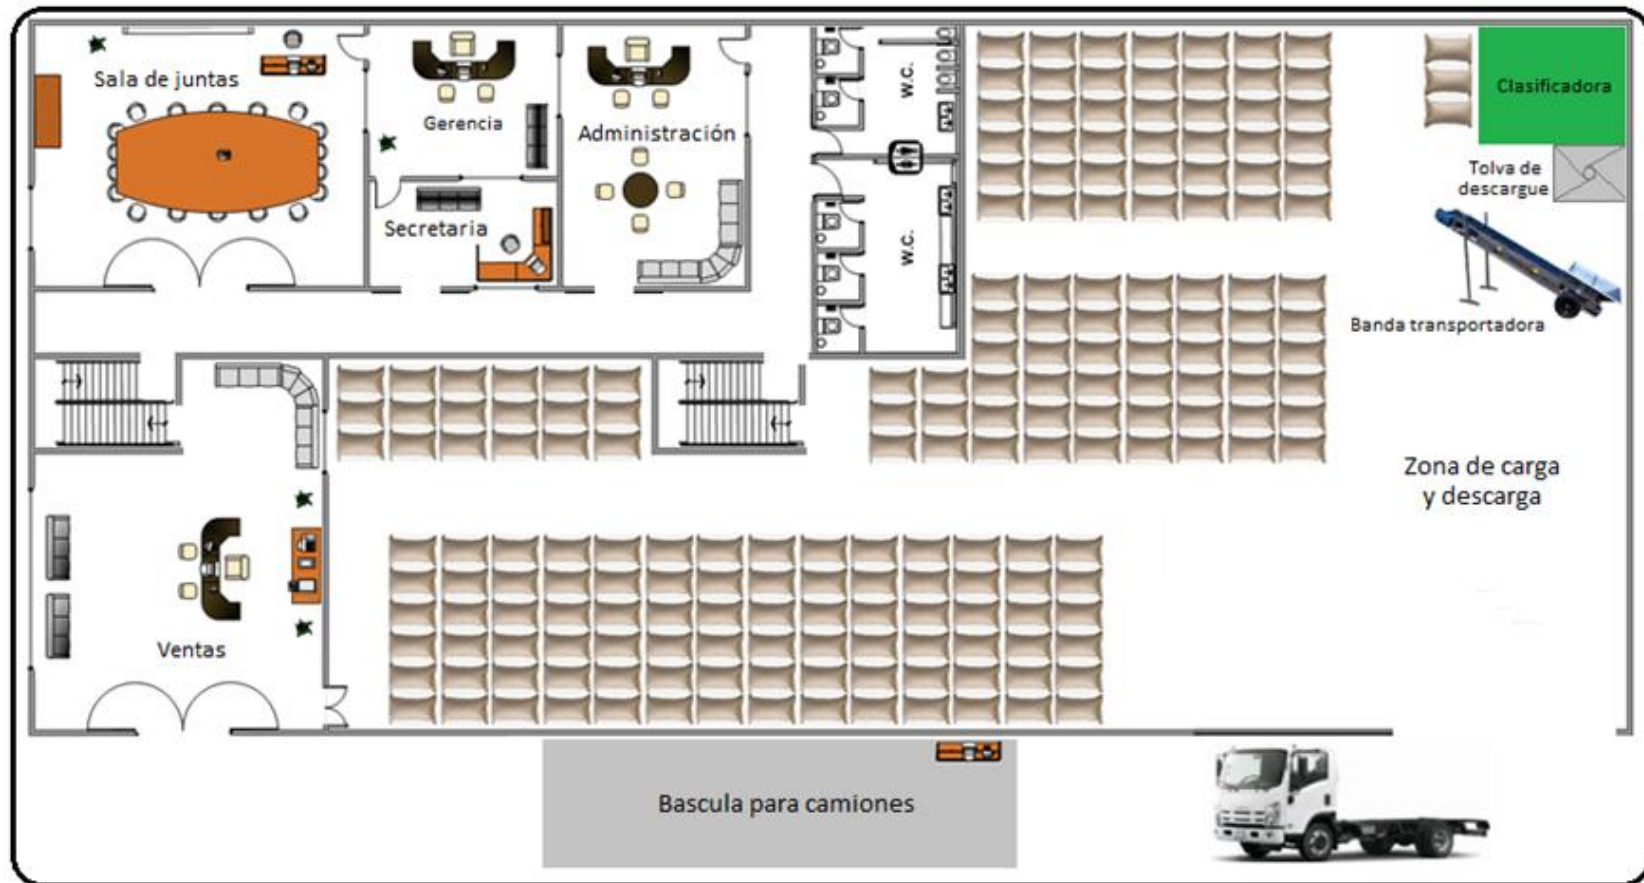 Sala de juntas
Gerencia
Administración
Secretaria
W.C.
W.C.
Clasificadora
Tolva de
descargue
Banda transportadora
Zona de carga
y descarga
Ventas
Bascula para camiones